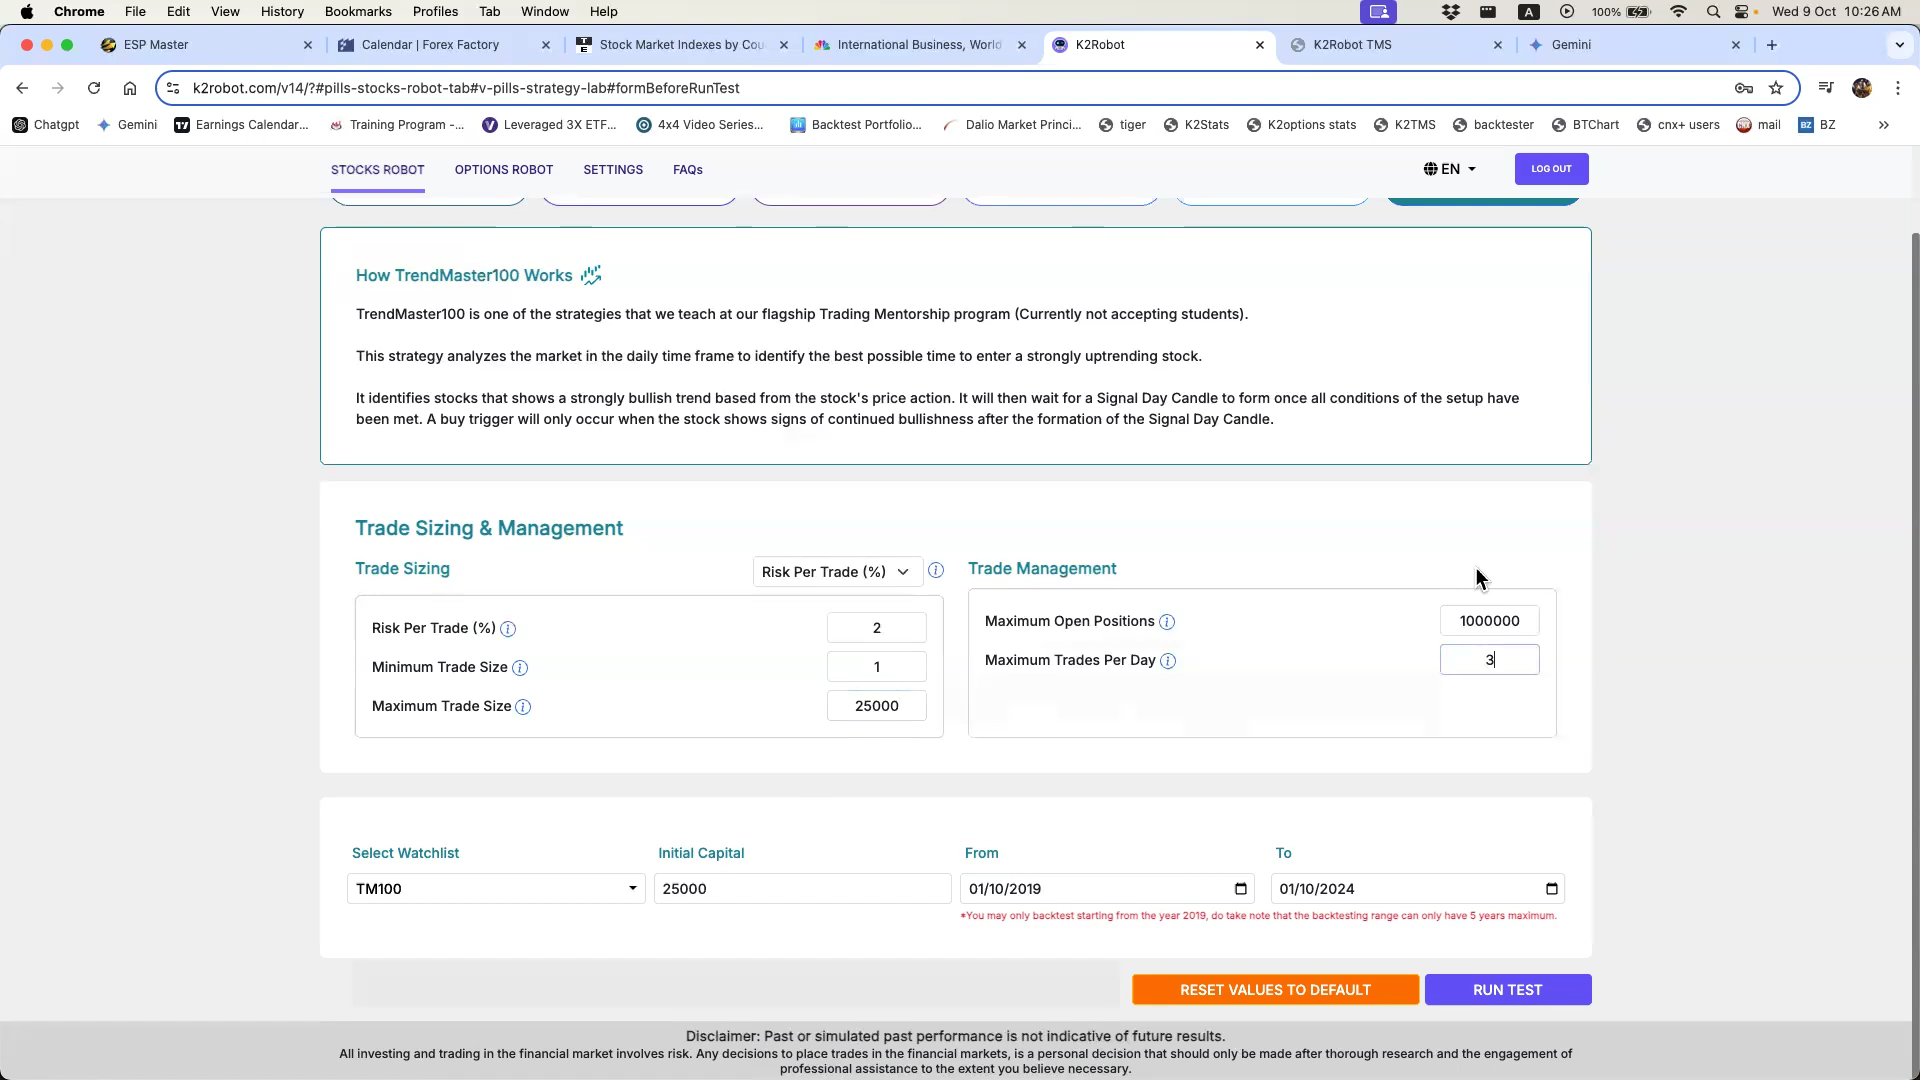 Chrome File Edit View History Bookmarks Profiles Tab Window Help A 100% Wed 9 Oct 10:26 AM
ESP Master Calendar | Forex Factory TE Stock Market Indexes by Cou International Business, World K2Robot K2Robot TMS Gemini
k2robot.com/v14/?#pills-stocks-robot-tab#v-pills-strategy-lab#formBeforeRunTest
Chatgpt Gemini Earnings Calendar... Training Program -... Leveraged 3X ETF... 4x4 Video Series... Backtest Portfolio... Dalio Market Princi... tiger K2Stats K2options stats K2TMS backtester BTChart cnx+ users mail BZ BZ
STOCKS ROBOT OPTIONS ROBOT SETTINGS FAQs EN LOG OUT
How TrendMaster100 Works
TrendMaster100 is one of the strategies that we teach at our flagship Trading Mentorship program (Currently not accepting students).
This strategy analyzes the market in the daily time frame to identify the best possible time to enter a strongly uptrending stock.
It identifies stocks that shows a strongly bullish trend based from the stock's price action. It will then wait for a Signal Day Candle to form once all conditions of the setup have
been met. A buy trigger will only occur when the stock shows signs of continued bullishness after the formation of the Signal Day Candle.
Trade Sizing & Management
Trade Sizing Risk Per Trade (%)
Risk Per Trade (%) 2
Minimum Trade Size 1
Maximum Trade Size 25000
Trade Management
Maximum Open Positions 1000000
Maximum Trades Per Day 3
Select Watchlist Initial Capital From To
TM100 25000 01/10/2019 01/10/2024
*You may only backtest starting from the year 2019, do take note that the backtesting range can only have 5 years maximum.
RESET VALUES TO DEFAULT RUN TEST
Disclaimer: Past or simulated past performance is not indicative of future results.
All investing and trading in the financial market involves risk. Any decisions to place trades in the financial markets, is a personal decision that should only be made after thorough research and the engagement of
professional assistance to the extent you believe necessary.